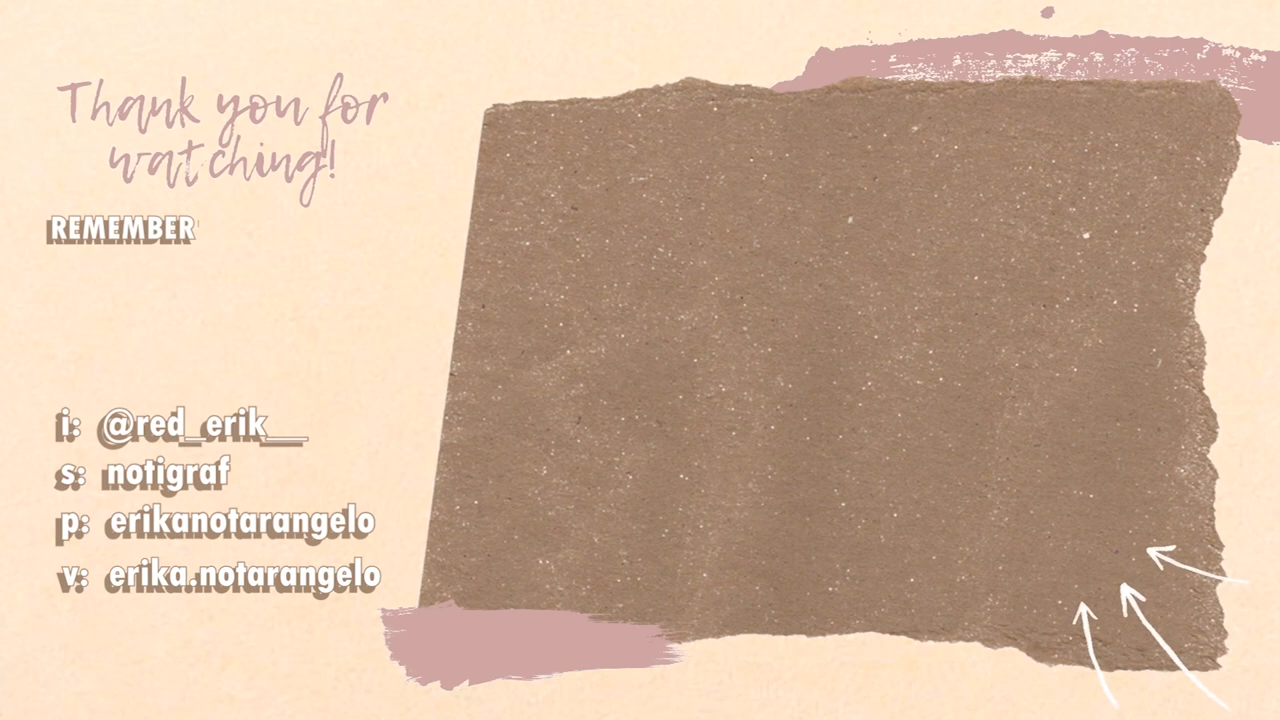 Thank you for
watching!
REMEMBER
i: @red_erik__
s: notigraf
p: erikanotarangelo
v: erika.notarangelo